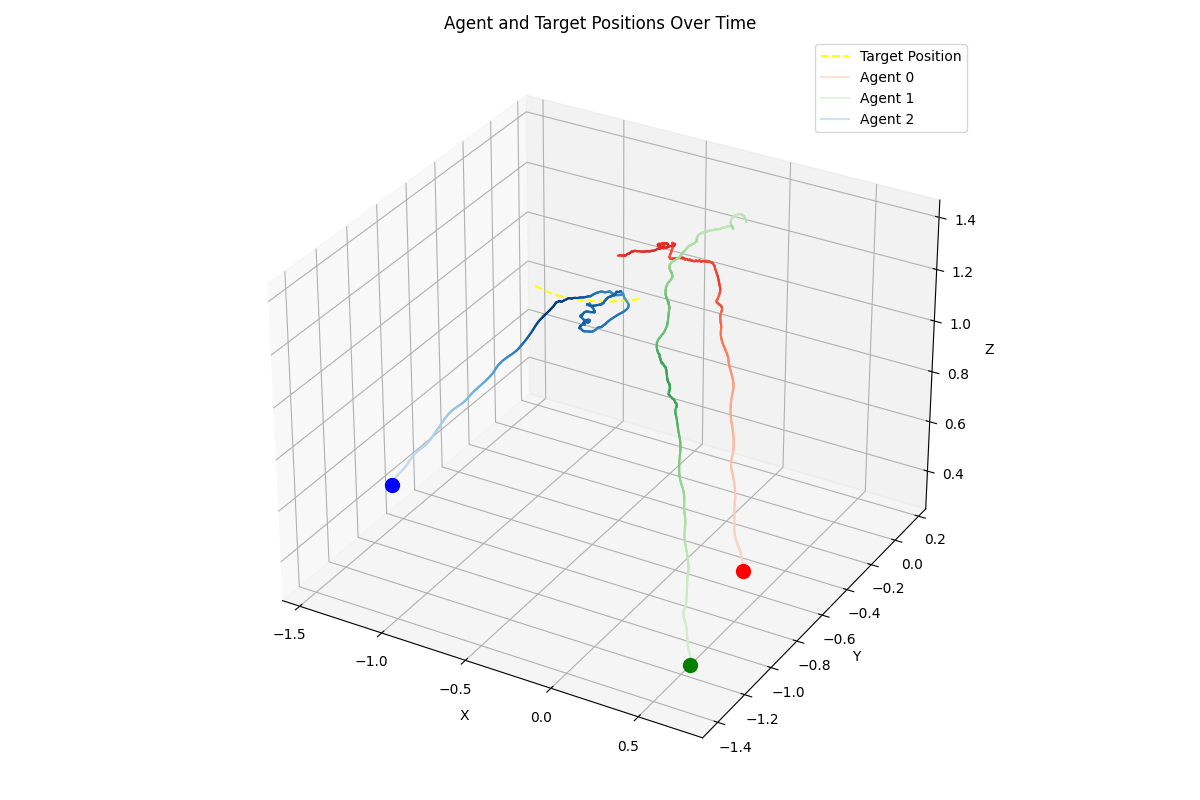 Agent and Target Positions Over Time
Target Position
Agent 0
Agent 1
Agent 2
1.4
1.2
1.0
0.8
0.6
0.4
Z
0.2
0.0
−0.2
−0.4
−0.6
−0.8
−1.0
−1.2
−1.4
Y
−1.5
−1.0
−0.5
0.0
0.5
X